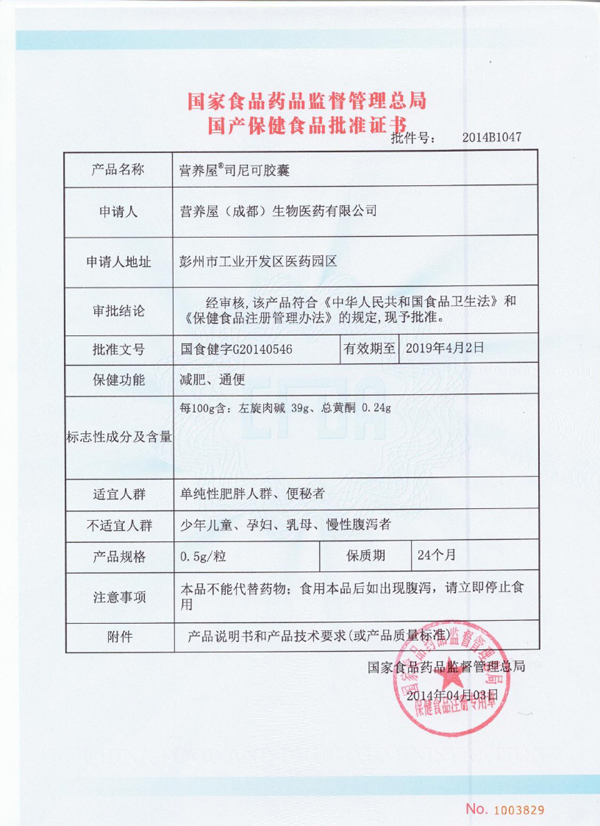 国家食品药品监督管理总局
国产保健食品批准证书
批件号： 2014B1047
产品名称 营养屋®司尼可胶囊
申请人 营养屋（成都）生物医药有限公司
申请人地址 彭州市工业开发区医药园区
审批结论 经审核,该产品符合《中华人民共和国食品卫生法》和
《保健食品注册管理办法》的规定,现予批准。
批准文号 国食健字G20140546 有效期至 2019年4月2日
保健功能 减肥、通便
标志性成分及含量 每100g含: 左旋肉碱 39g、总黄酮 0.24g
CFDA
适宜人群 单纯性肥胖人群、便秘者
不适宜人群 少年儿童、孕妇、乳母、慢性腹泻者
产品规格 0.5g/粒 保质期 24个月
注意事项 本品不能代替药物；食用本品后如出现腹泻，请立即停止食
用
附件 产品说明书和产品技术要求(或产品质量标准)
国家食品药品监督管理总局
2014年04月03日
国家食品药品监督管理总局
保健食品注册专用章
No. 1003829